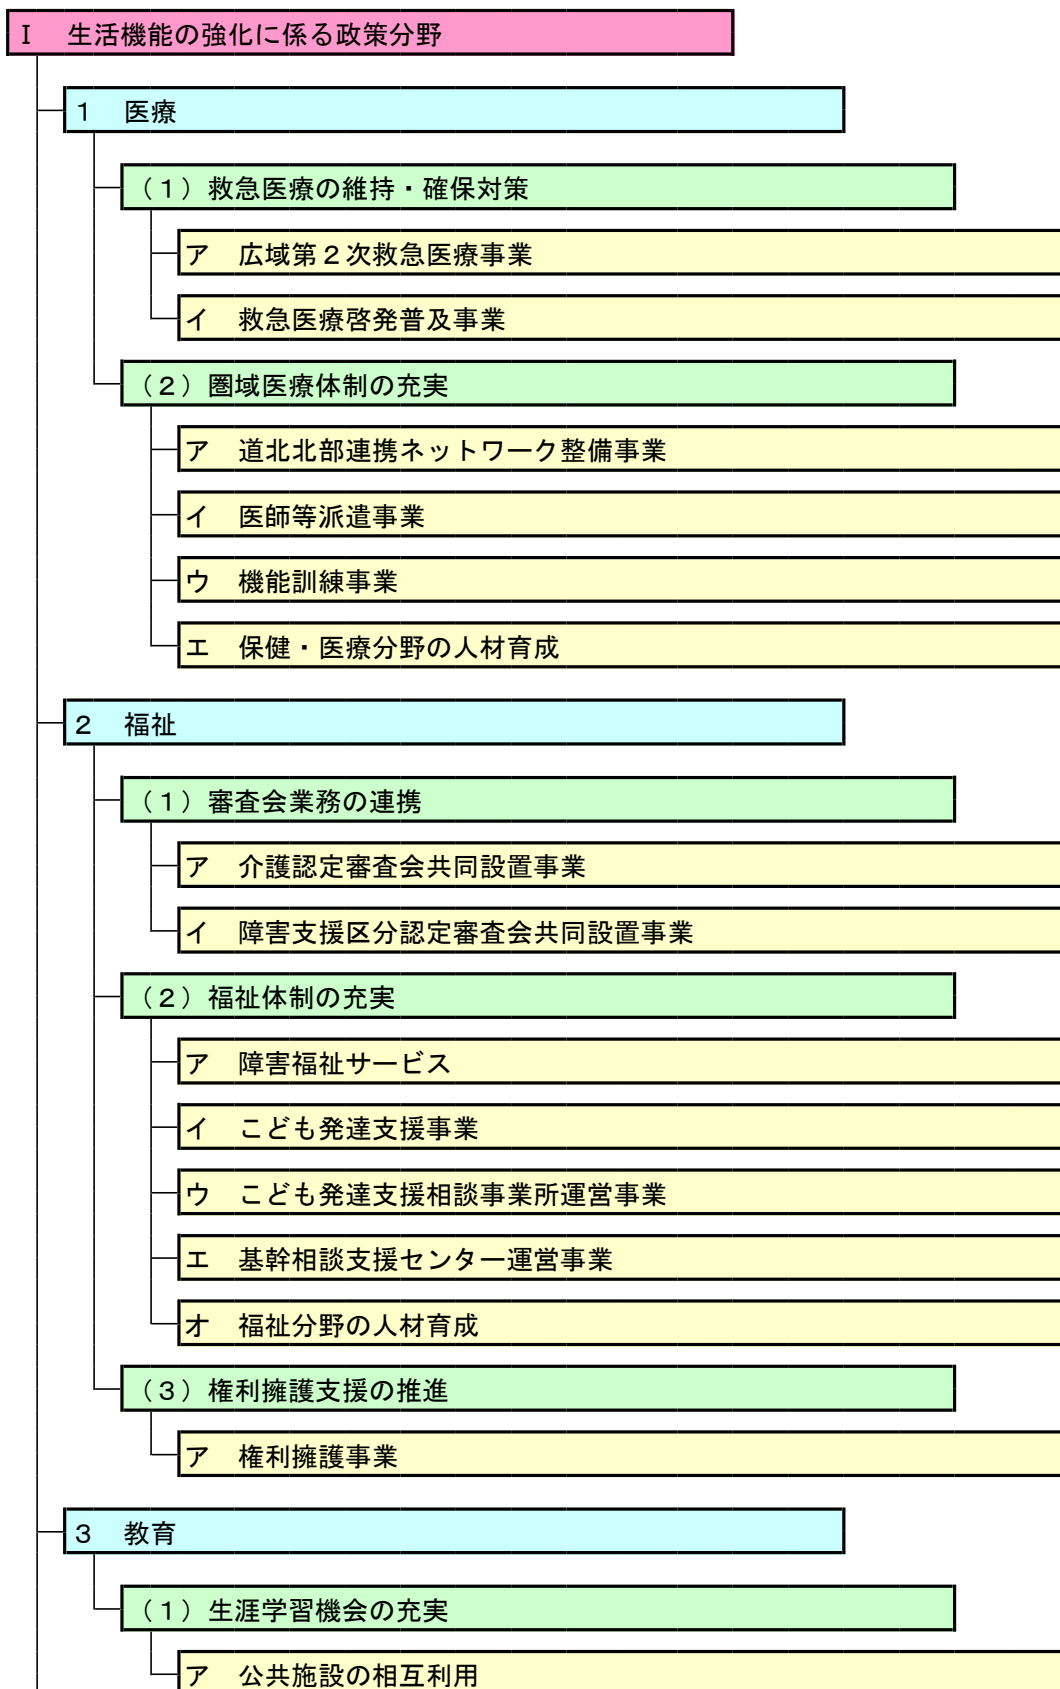 Ⅰ　生活機能の強化に係る政策分野
１　医療
（１）救急医療の維持・確保対策
ア　広域第２次救急医療事業
イ　救急医療啓発普及事業
（２）圏域医療体制の充実
ア　道北北部連携ネットワーク整備事業
イ　医師等派遣事業
ウ　機能訓練事業
エ　保健・医療分野の人材育成
２　福祉
（１）審査会業務の連携
ア　介護認定審査会共同設置事業
イ　障害支援区分認定審査会共同設置事業
（２）福祉体制の充実
ア　障害福祉サービス
イ　こども発達支援事業
ウ　こども発達支援相談事業所運営事業
エ　基幹相談支援センター運営事業
オ　福祉分野の人材育成
（３）権利擁護支援の推進
ア　権利擁護事業
３　教育
（１）生涯学習機会の充実
ア　公共施設の相互利用